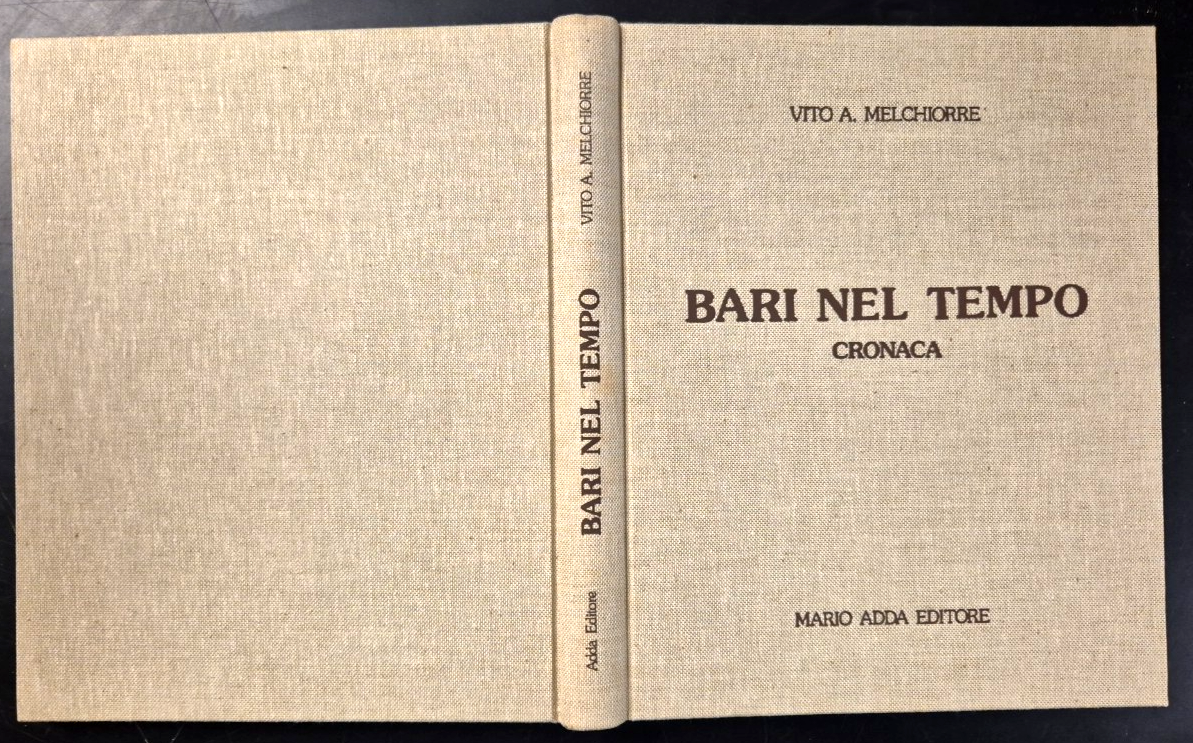 VITO A. MELCHIORRE
BARI NEL TEMPO
CRONACA
MARIO ADDA EDITORE
Adda Editore BARI NEL TEMPO VITO A. MELCHIORRE